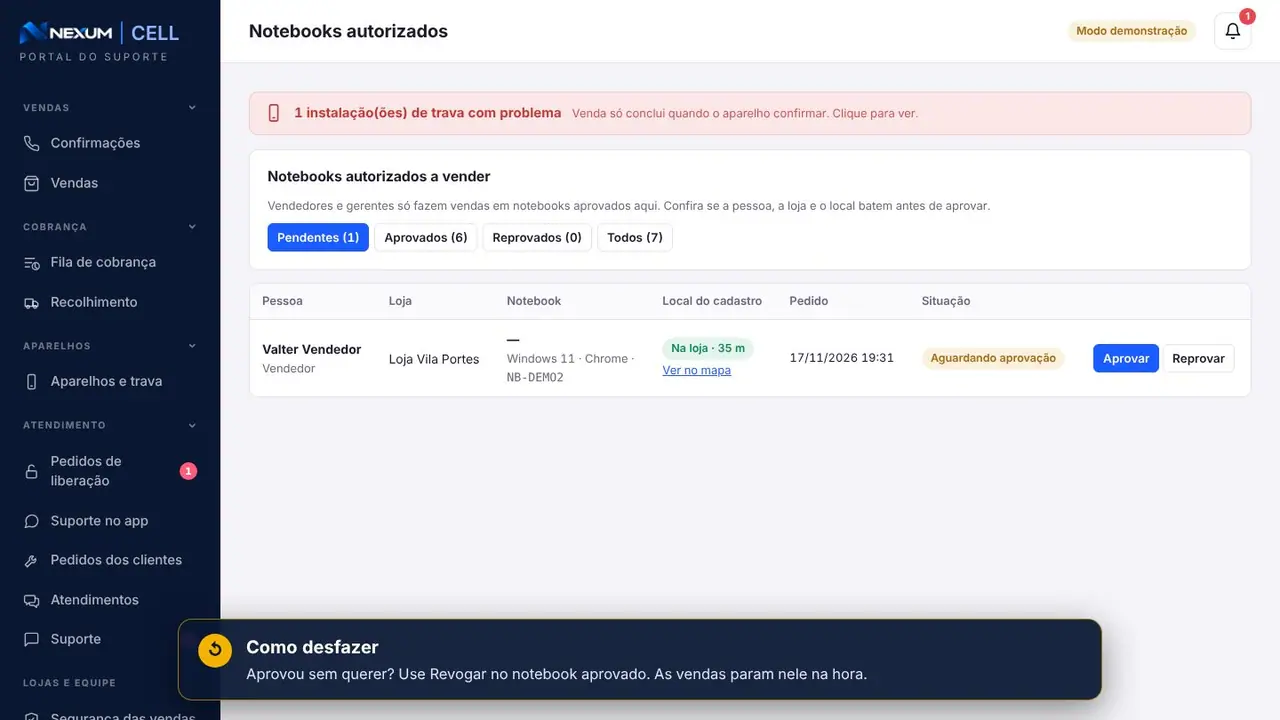 NEXUM | CELL
PORTAL DO SUPORTE
VENDAS
Confirmações
Vendas
COBRANÇA
Fila de cobrança
Recolhimento
APARELHOS
Aparelhos e trava
ATENDIMENTO
Pedidos de
liberação
1
Suporte no app
Pedidos dos clientes
Atendimentos
Suporte
LOJAS E EQUIPE
Segurança das vendas
Notebooks autorizados
Modo demonstração
1
1 instalação(ões) de trava com problema Venda só conclui quando o aparelho confirmar. Clique para ver.
Notebooks autorizados a vender
Vendedores e gerentes só fazem vendas em notebooks aprovados aqui. Confira se a pessoa, a loja e o local batem antes de aprovar.
Pendentes (1) Aprovados (6) Reprovados (0) Todos (7)
Pessoa Loja Notebook Local do cadastro Pedido Situação
Valter Vendedor
Vendedor
Loja Vila Portes
—
Windows 11 · Chrome ·
NB-DEMO2
Na loja · 35 m
Ver no mapa
17/11/2026 19:31
Aguardando aprovação
Aprovar
Reprovar
Como desfazer
Aprovou sem querer? Use Revogar no notebook aprovado. As vendas param nele na hora.